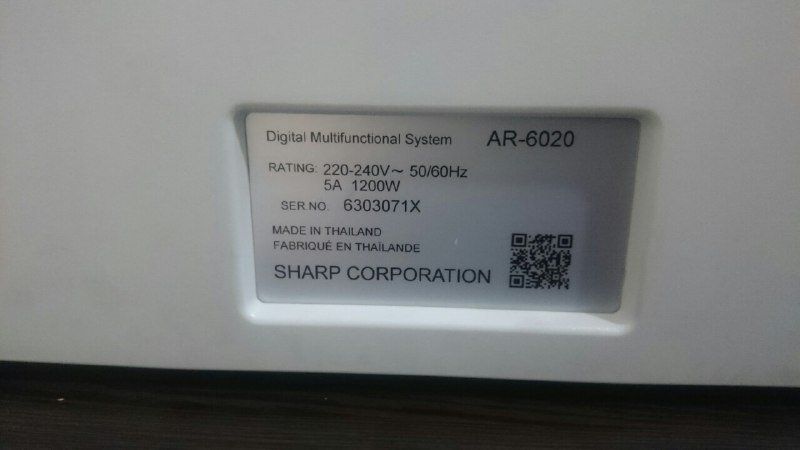 Digital Multifunctional System AR-6020
RATING: 220-240V~ 50/60Hz
5A 1200W
SER.NO. 6303071X
MADE IN THAILAND
FABRIQUÉ EN THAÏLANDE
SHARP CORPORATION